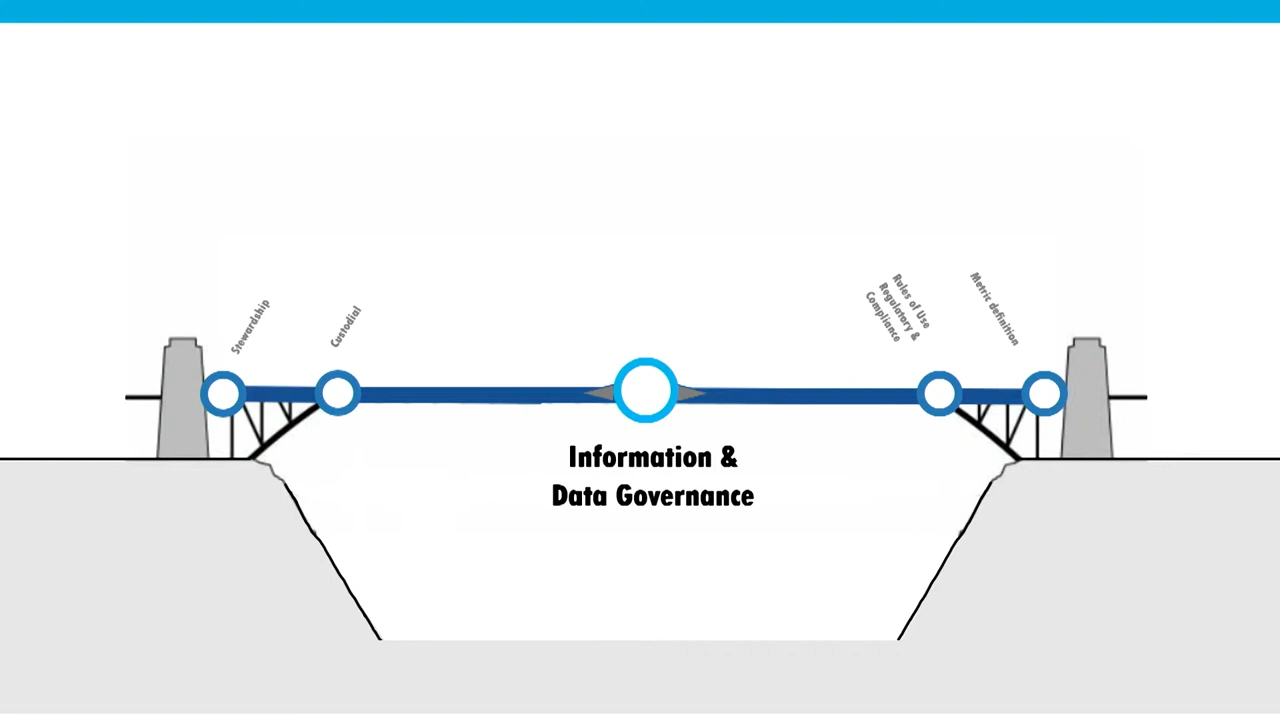 Stewardship
Custodial
Rules of Use
Regulatory &
Compliance
Metric definition
Information &
Data Governance